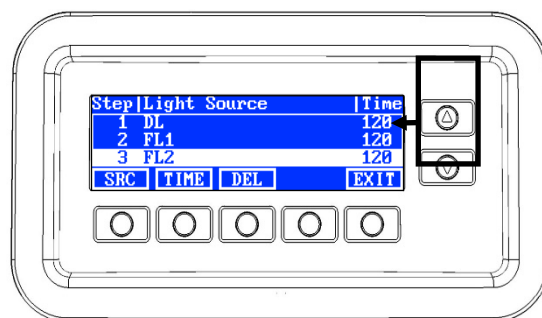 Step|Light Source |Time
1 DL 120
2 FL1 120
3 FL2 120
SRC TIME DEL EXIT